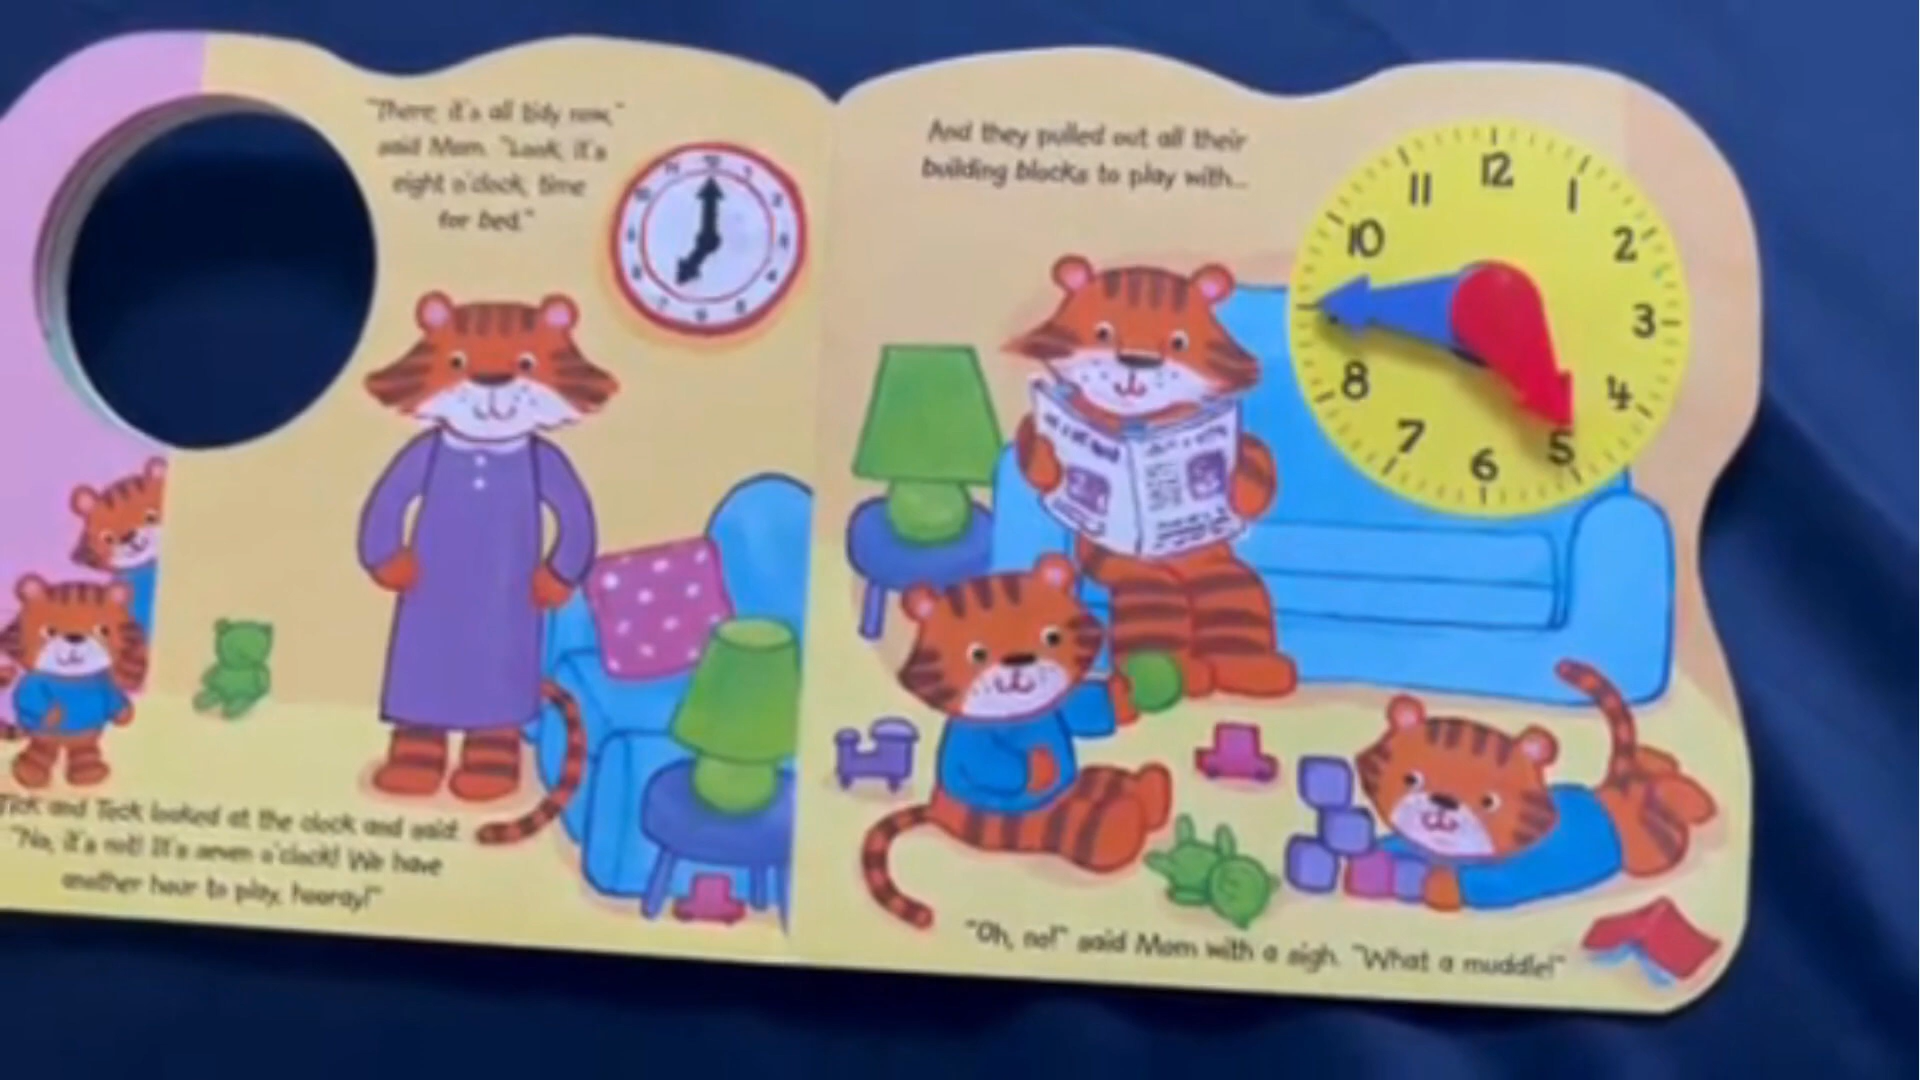 "There, it's all tidy now,"
said Mom. "Look, it's
eight o'clock, time
for bed."
Tick and Tock looked at the clock and said:
"No, it's not! It's seven o'clock! We have
another hour to play, hooray!"
And they pulled out all their
building blocks to play with...
12
1
2
3
4
5
6
7
8
10
11
"Oh, no!" said Mom with a sigh. "What a muddle!"